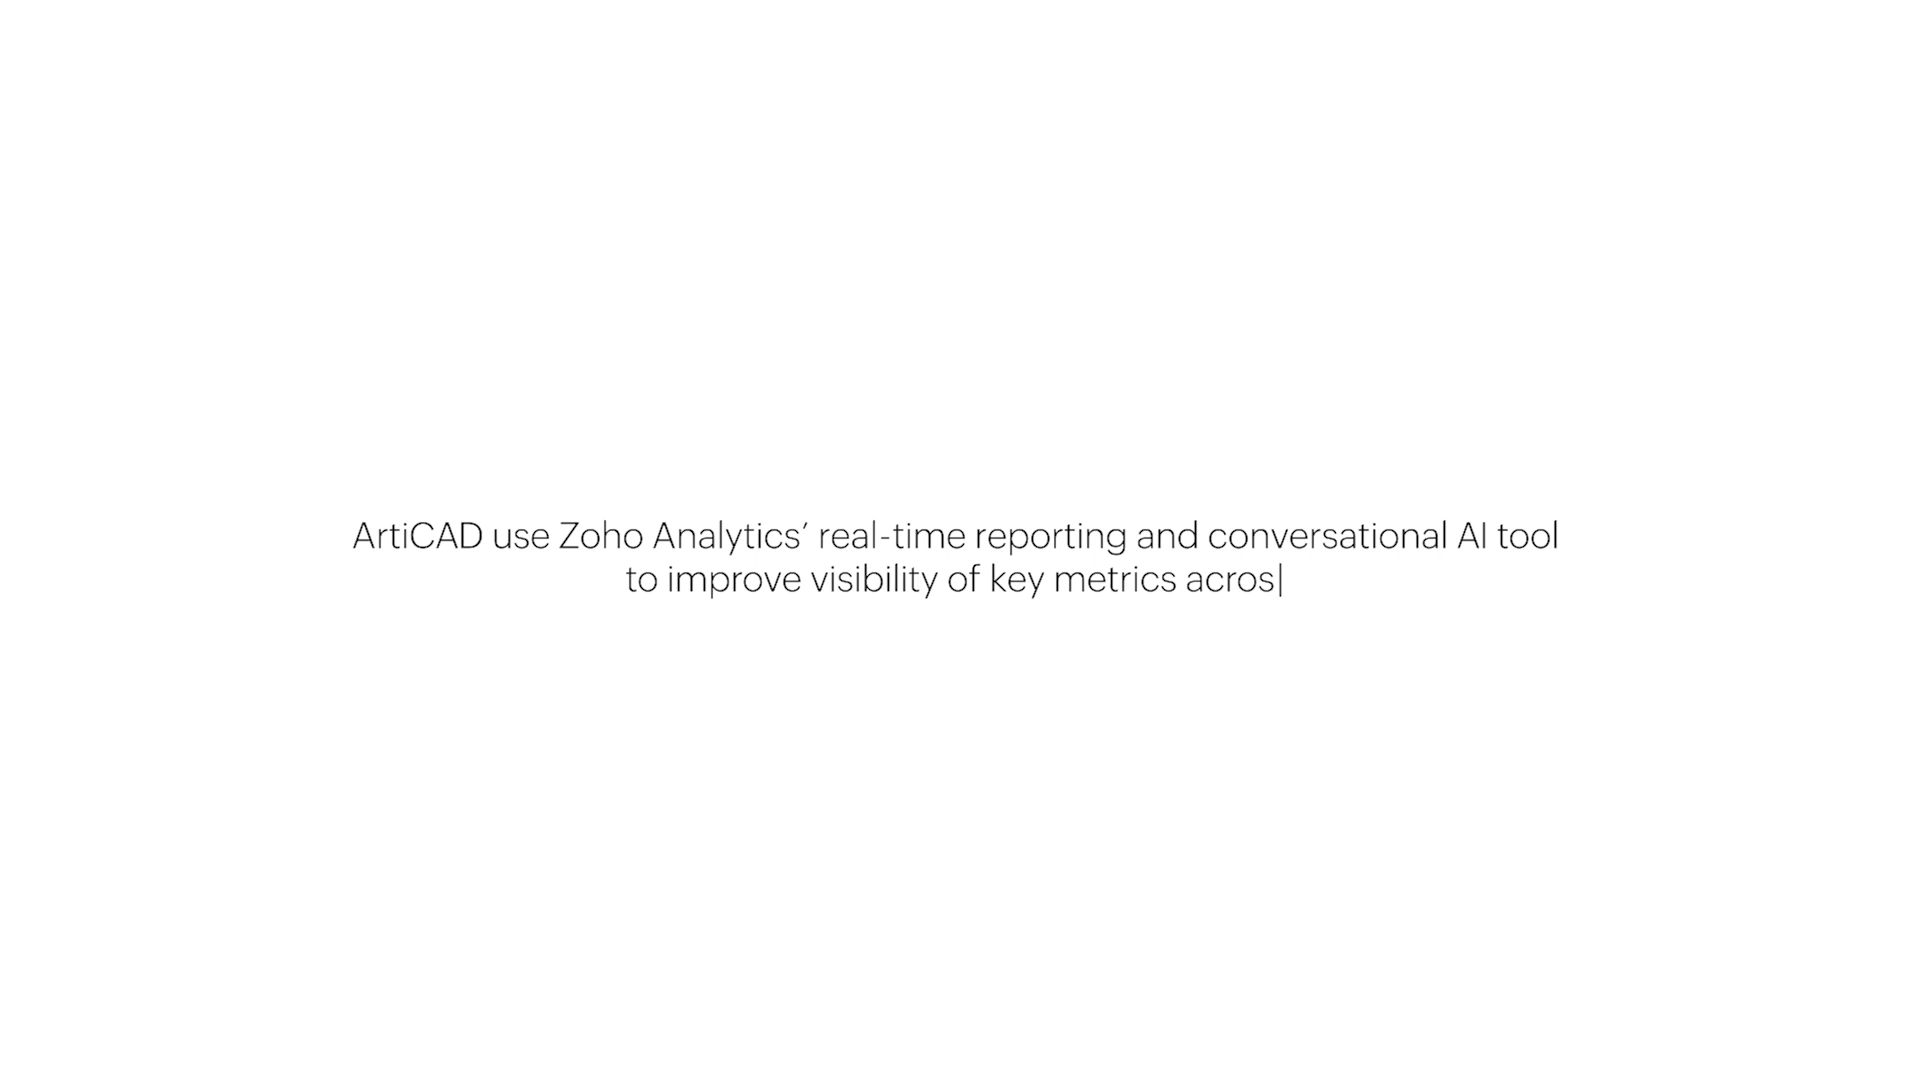 ArtiCAD use Zoho Analytics’ real-time reporting and conversational AI tool
to improve visibility of key metrics acros|